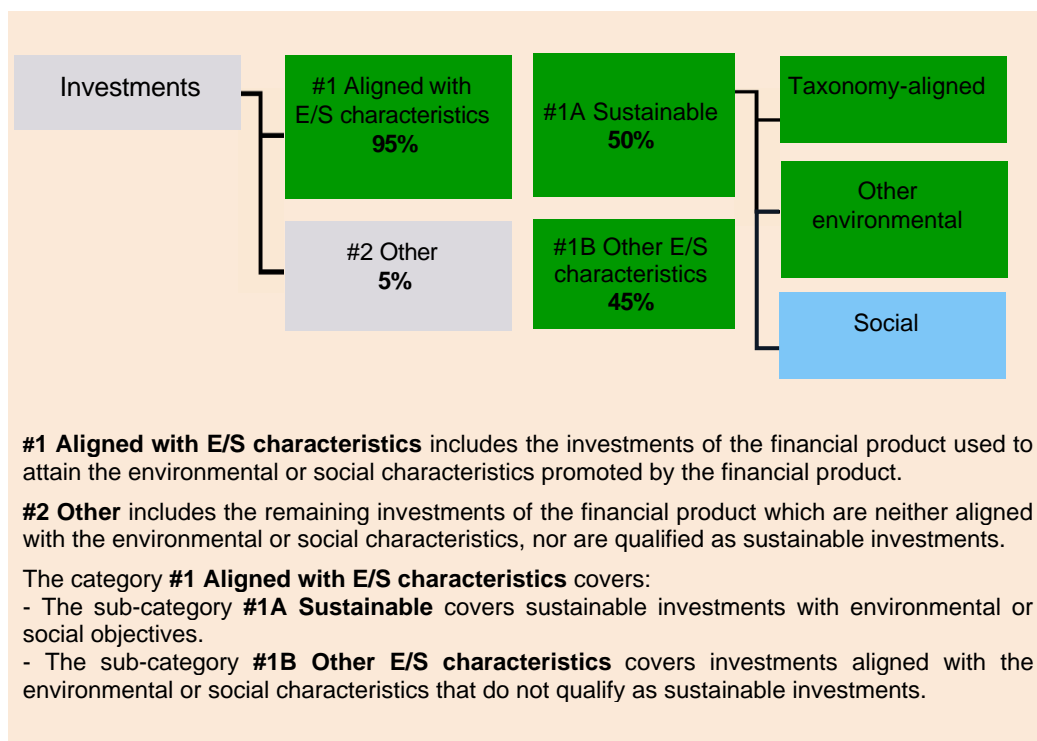 Investments
#1 Aligned with
E/S characteristics
95%
#2 Other
5%
#1A Sustainable
50%
#1B Other E/S
characteristics
45%
Taxonomy-aligned
Other
environmental
Social
#1 Aligned with E/S characteristics includes the investments of the financial product used to
attain the environmental or social characteristics promoted by the financial product.
#2 Other includes the remaining investments of the financial product which are neither aligned
with the environmental or social characteristics, nor are qualified as sustainable investments.
The category #1 Aligned with E/S characteristics covers:
- The sub-category #1A Sustainable covers sustainable investments with environmental or
social objectives.
- The sub-category #1B Other E/S characteristics covers investments aligned with the
environmental or social characteristics that do not qualify as sustainable investments.